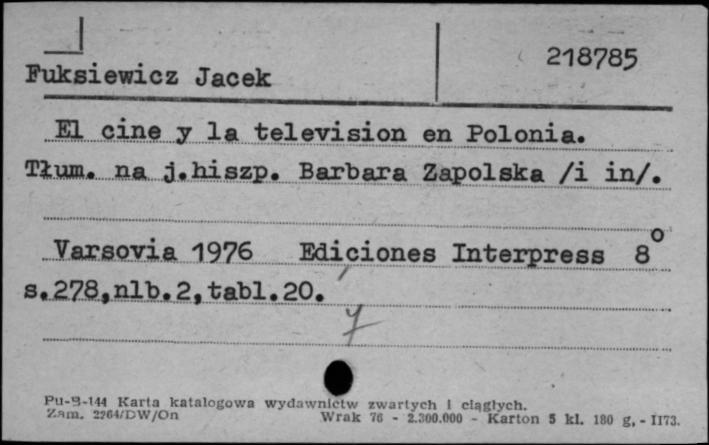 218785
Fuksiewicz Jacek
El cine y la television en Polonia.
Tłum. na j.hiszp. Barbara Zapolska /i in/.
Varsovia 1976 Ediciones Interpress 8°
s.278,nlb.2,tabl.20.
Pu-B-144 Karta katalogowa wydawnictw zwartych i ciągłych.
Zam. 2264/DW/On Wrak 76 - 2.300.000 - Karton 5 kl. 180 g, - I173.